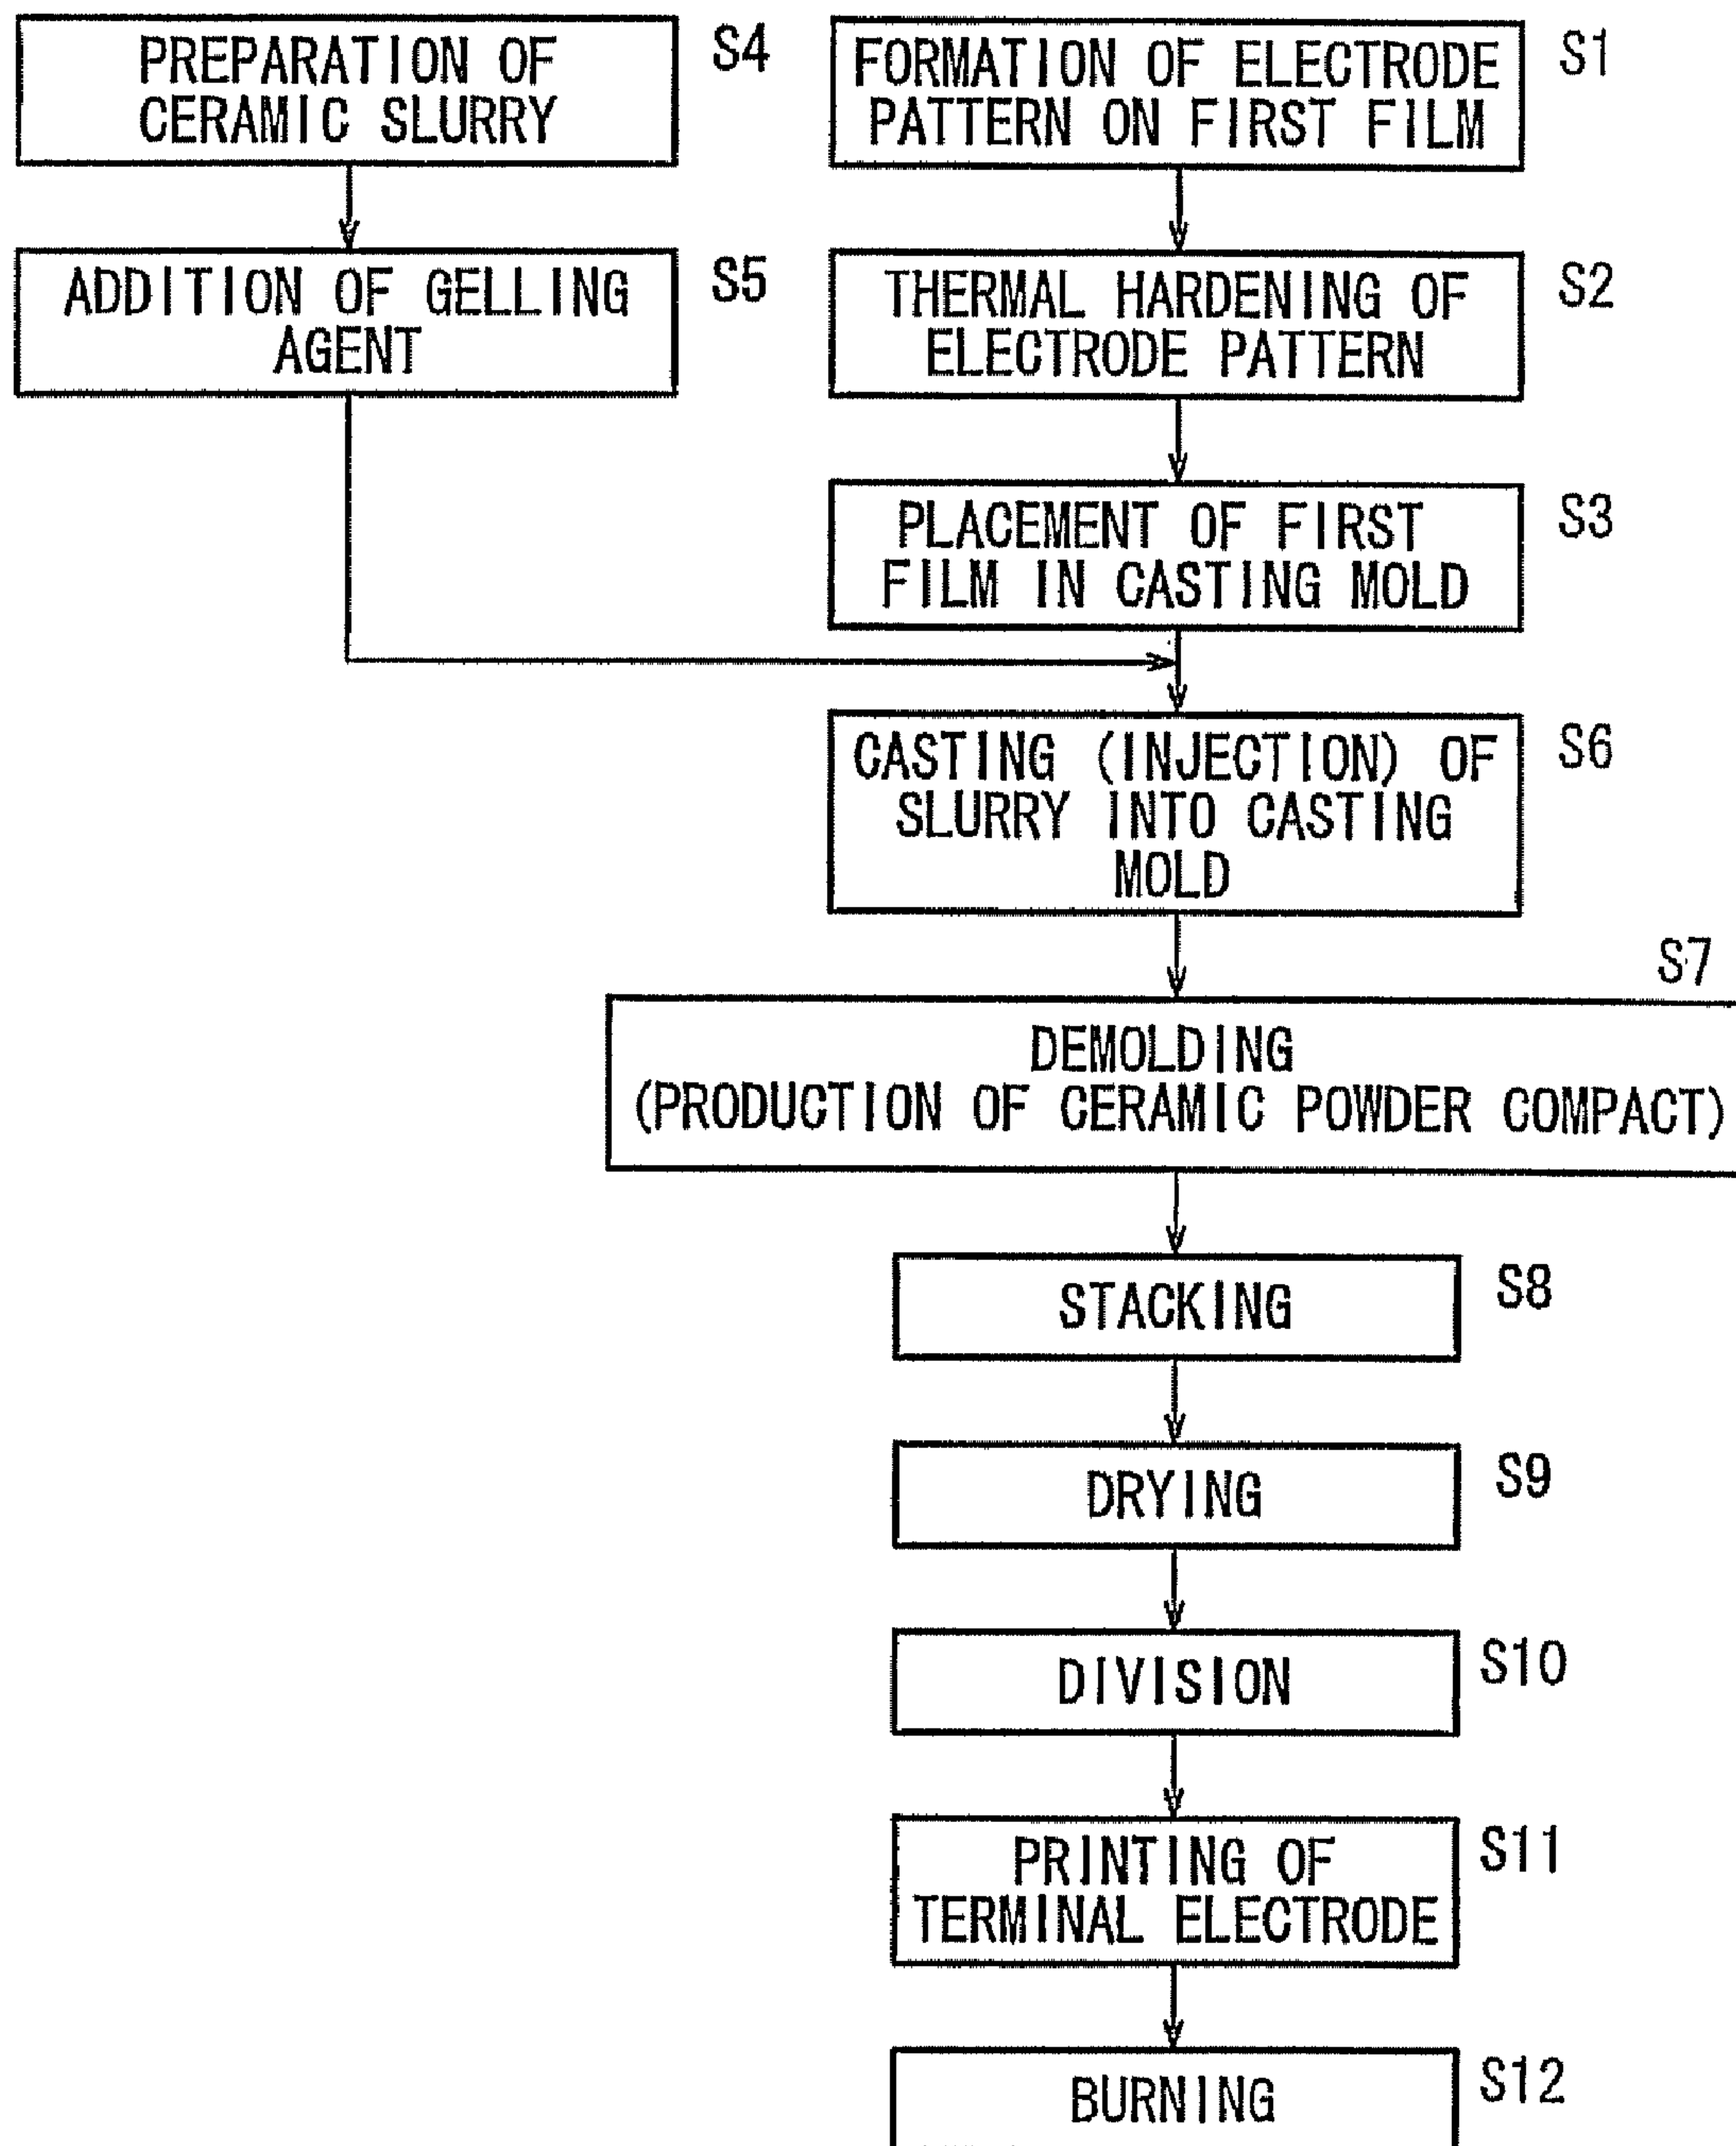 PREPARATION OF
CERAMIC SLURRY
S4
FORMATION OF ELECTRODE
PATTERN ON FIRST FILM
S1
ADDITION OF GELLING
AGENT
S5
THERMAL HARDENING OF
ELECTRODE PATTERN
S2
PLACEMENT OF FIRST
FILM IN CASTING MOLD
S3
CASTING (INJECTION) OF
SLURRY INTO CASTING
MOLD
S6
S7
DEMOLDING
(PRODUCTION OF CERAMIC POWDER COMPACT)
STACKING
S8
DRYING
S9
DIVISION
S10
PRINTING OF
TERMINAL ELECTRODE
S11
BURNING
S12